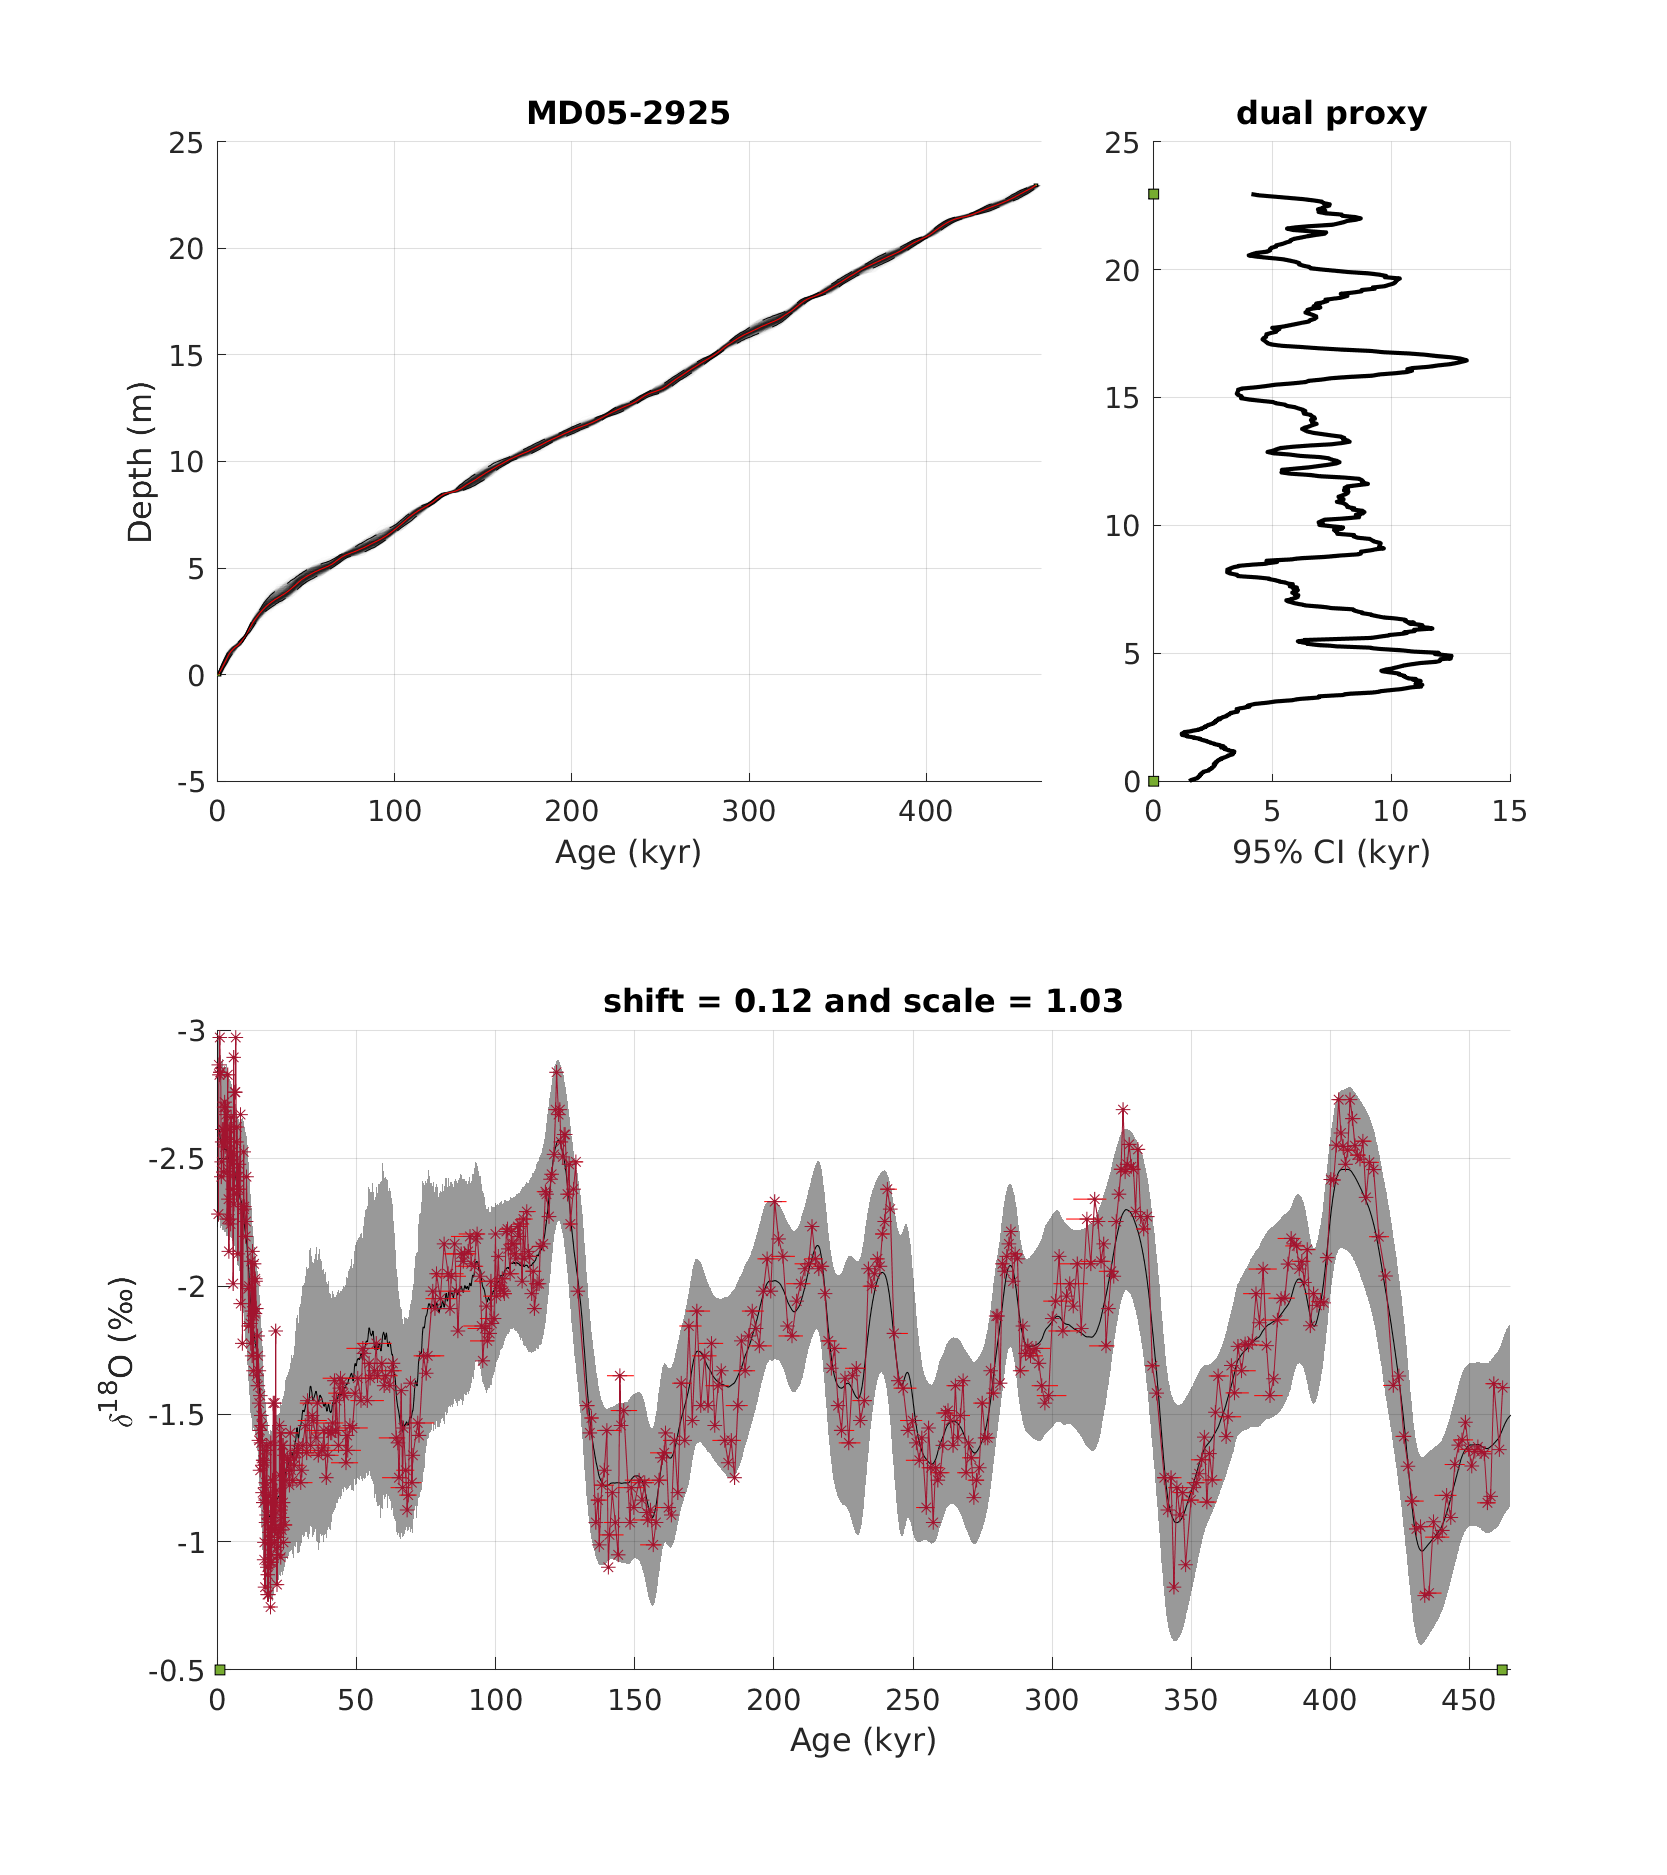 MD05-2925
dual proxy
25
20
15
10
5
0
-5
Depth (m)
0 100 200 300 400
Age (kyr)
25
20
15
10
5
0
0 5 10 15
95% CI (kyr)
shift = 0.12 and scale = 1.03
-3
-2.5
-2
-1.5
-1
-0.5
δ18O (‰)
0 50 100 150 200 250 300 350 400 450
Age (kyr)